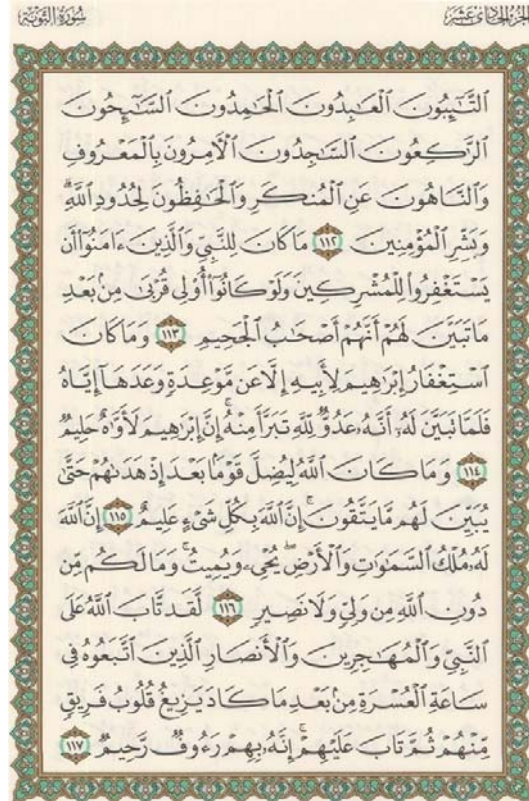 الجزء الحادي عشر
سورة التوبة
ٱلتَّٰٓئِبُونَ ٱلْعَٰبِدُونَ ٱلْحَٰمِدُونَ ٱلسَّٰٓئِحُونَ
ٱلرَّٰكِعُونَ ٱلسَّٰجِدُونَ ٱلْءَامِرُونَ بِٱلْمَعْرُوفِ
وَٱلنَّاهُونَ عَنِ ٱلْمُنكَرِ وَٱلْحَٰفِظُونَ لِحُدُودِ ٱللَّهِۗ
وَبَشِّرِ ٱلْمُؤْمِنِينَ ١١٢ مَا كَانَ لِلنَّبِيِّ وَٱلَّذِينَ ءَامَنُوٓا۟ أَن
يَسْتَغْفِرُوا۟ لِلْمُشْرِكِينَ وَلَوْ كَانُوٓا۟ أُو۟لِى قُرْبَىٰ مِنۢ بَعْدِ
مَا تَبَيَّنَ لَهُمْ أَنَّهُمْ أَصْحَٰبُ ٱلْجَحِيمِ ١١٣ وَمَا كَانَ
ٱسْتِغْفَارُ إِبْرَٰهِيمَ لِأَبِيهِ إِلَّا عَن مَّوْعِدَةٍ وَعَدَهَآ إِيَّاهُ
فَلَمَّا تَبَيَّنَ لَهُۥٓ أَنَّهُۥ عَدُوٌّ لِّلَّهِ تَبَرَّأَ مِنْهُۚ إِنَّ إِبْرَٰهِيمَ لَأَوَّٰهٌ حَلِيمٌ
١١٤ وَمَا كَانَ ٱللَّهُ لِيُضِلَّ قَوْمًۢا بَعْدَ إِذْ هَدَىٰهُمْ حَتَّىٰ
يُبَيِّنَ لَهُم مَّا يَتَّقُونَۚ إِنَّ ٱللَّهَ بِكُلِّ شَىْءٍ عَلِيمٌ ١١٥ إِنَّ ٱللَّهَ
لَهُۥ مُلْكُ ٱلسَّمَٰوَٰتِ وَٱلْأَرْضِۖ يُحْىِۦ وَيُمِيتُۚ وَمَا لَكُم مِّن
دُونِ ٱللَّهِ مِن وَلِىٍّ وَلَا نَصِيرٍ ١١٦ لَّقَد تَّابَ ٱللَّهُ عَلَى
ٱلنَّبِىِّ وَٱلْمُهَٰجِرِينَ وَٱلْأَنصَارِ ٱلَّذِينَ ٱتَّبَعُوهُ فِى
سَاعَةِ ٱلْعُسْرَةِ مِنۢ بَعْدِ مَا كَادَ يَزِيغُ قُلُوبُ فَرِيقٍ
مِّنْهُمْ ثُمَّ تَابَ عَلَيْهِمْۚ إِنَّهُۥ بِهِمْ رَءُوفٌ رَّحِيمٌ ١١٧